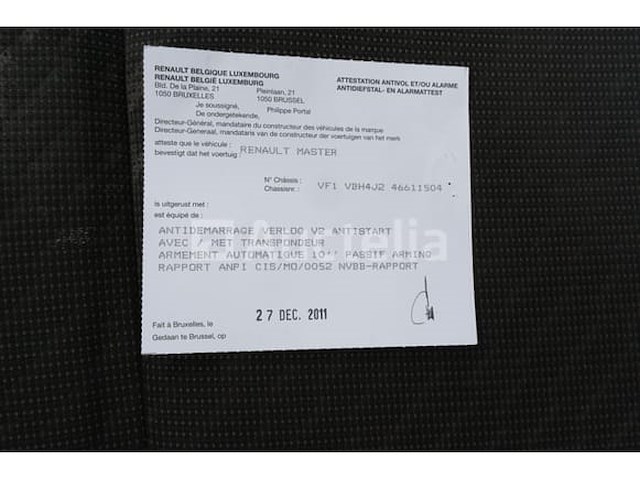 RENAULT BELGIQUE LUXEMBOURG
RENAULT BELGIË LUXEMBURG
Bld. De la Plaine, 21 Pleinlaan, 21
1050 BRUXELLES 1050 BRUSSEL
ATTESTATION ANTIVOL ET/OU ALARME
ANTIDIEFSTAL- EN ALARMATTEST
Je soussigné,
De ondergetekende, Philippe Portal
Directeur-Général, mandataire du constructeur des véhicules de la marque
Directeur-Generaal, mandataris van de constructeur der voertuigen van het merk
atteste que le véhicule :
bevestigt dat het voertuig : RENAULT MASTER
N° Châssis :
Chassisnr. : VF1 VBH4J2 46611504
is uitgerust met :
est équipé de :
ANTIDEMARRAGE VERLOG V2 ANTISTART
AVEC / MET TRANSPONDEUR
ARMEMENT AUTOMATIQUE 10'' PASSIF ARMING
RAPPORT ANPI CIS/MO/0052 NVBB-RAPPORT
27 DEC. 2011
Fait à Bruxelles, le
Gedaan te Brussel, op
Auctelia